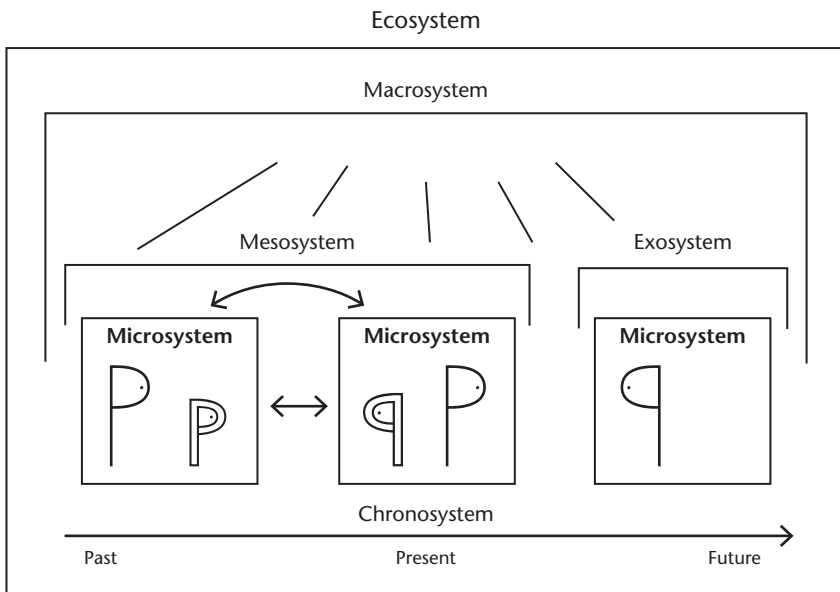 Ecosystem
Macrosystem
Mesosystem
Exosystem
Microsystem
Microsystem
Microsystem
Chronosystem
Past
Present
Future